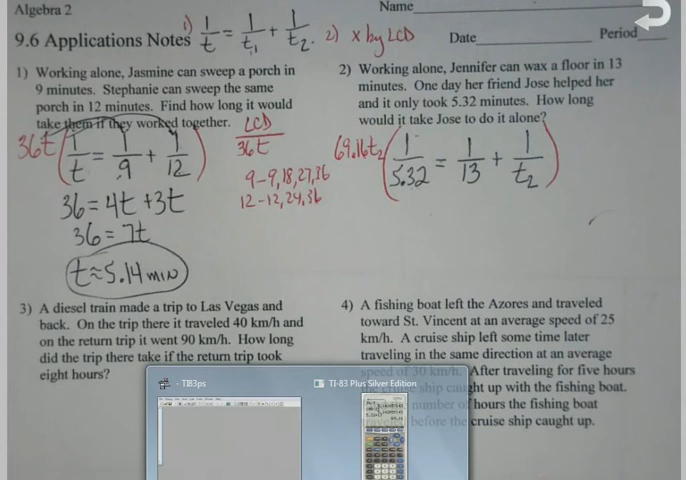 Algebra 2
Name
9.6 Applications Notes
1) 1/t = 1/t₁ + 1/t₂.
2) x by LCD
Date
Period
1) Working alone, Jasmine can sweep a porch in
9 minutes. Stephanie can sweep the same
porch in 12 minutes. Find how long it would
take them if they worked together.
LCD
36t
36t(1/t = 1/9 + 1/12)
9-9,18,27,36
12-12,24,36
36 = 4t + 3t
36 = 7t
t ≈ 5.14 min
2) Working alone, Jennifer can wax a floor in 13
minutes. One day her friend Jose helped her
and it only took 5.32 minutes. How long
would it take Jose to do it alone?
69.16t₂(1/5.32 = 1/13 + 1/t₂)
3) A diesel train made a trip to Las Vegas and
back. On the trip there it traveled 40 km/h and
on the return trip it went 90 km/h. How long
did the trip there take if the return trip took
eight hours?
4) A fishing boat left the Azores and traveled
toward St. Vincent at an average speed of 25
km/h. A cruise ship left some time later
traveling in the same direction at an average
speed of 30 km/h. After traveling for five hours
the cruise ship caught up with the fishing boat.
number of hours the fishing boat
traveled before the cruise ship caught up.
- TI83ps
TI-83 Plus Silver Edition